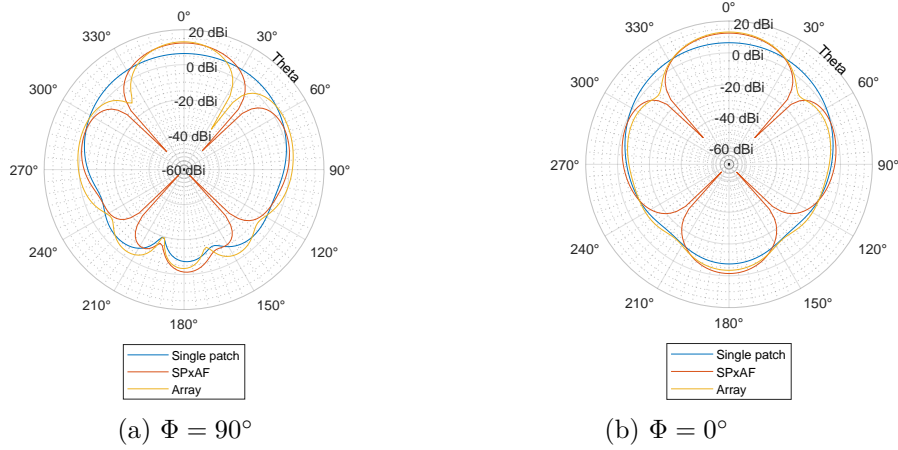 0°
30°
60°
90°
120°
150°
180°
210°
240°
270°
300°
330°
Theta
20 dBi
0 dBi
-20 dBi
-40 dBi
-60 dBi
Single patch
SPxAF
Array
(a) Φ = 90°
0°
30°
60°
90°
120°
150°
180°
210°
240°
270°
300°
330°
Theta
20 dBi
0 dBi
-20 dBi
-40 dBi
-60 dBi
Single patch
SPxAF
Array
(b) Φ = 0°